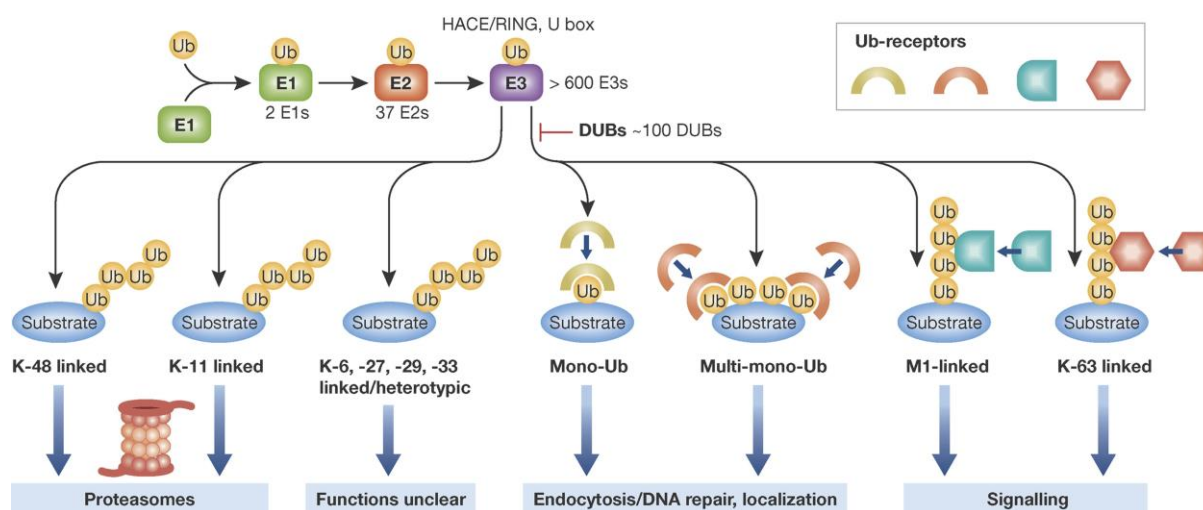 HACE/RING, U box
Ub-receptors
Ub
Ub
Ub
Ub
E1
E2
E3
> 600 E3s
E1
2 E1s
37 E2s
DUBs ~100 DUBs
Ub
Ub
Ub
Ub
Substrate
K-48 linked
Ub
Ub
Ub
Ub
Substrate
K-11 linked
Ub
Ub
Ub
Ub
Substrate
K-6, -27, -29, -33
linked/heterotypic
Ub
Substrate
Mono-Ub
Ub
Ub
Ub
Ub
Substrate
Multi-mono-Ub
Ub
Ub
Ub
Ub
Substrate
M1-linked
Ub
Ub
Ub
Ub
Substrate
K-63 linked
Proteasomes
Functions unclear
Endocytosis/DNA repair, localization
Signalling